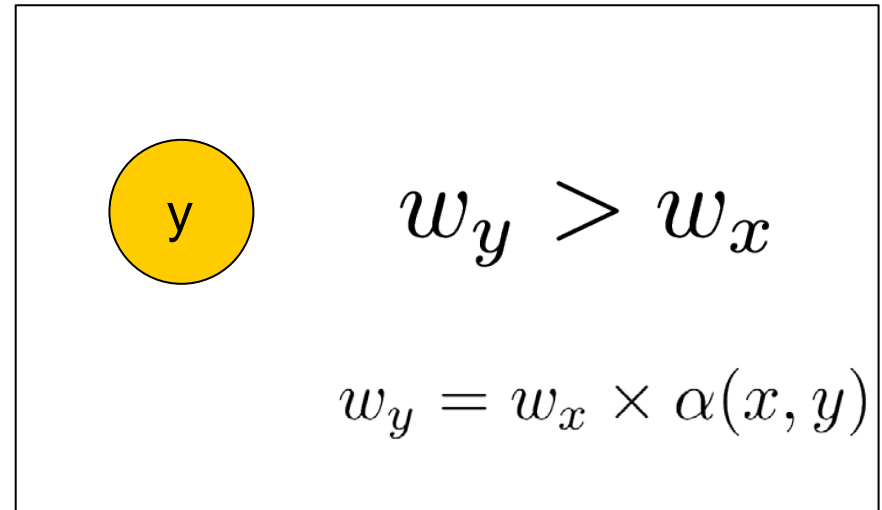 y
w_y > w_x
w_y = w_x × α(x, y)